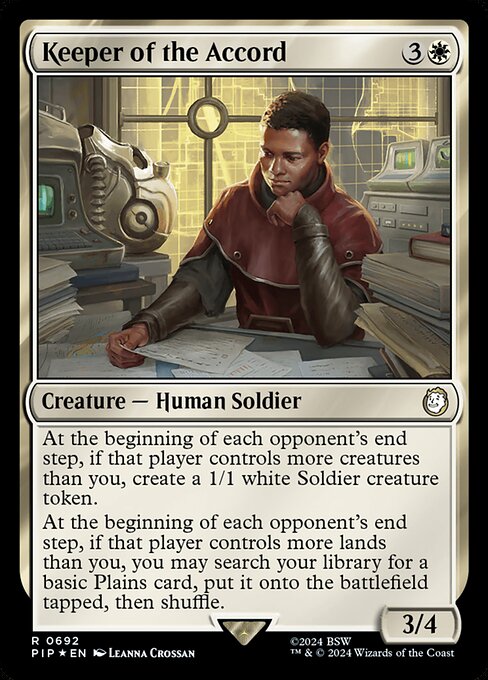 Keeper of the Accord 3
Creature — Human Soldier
At the beginning of each opponent's end
step, if that player controls more creatures
than you, create a 1/1 white Soldier creature
token.
At the beginning of each opponent's end
step, if that player controls more lands
than you, you may search your library for a
basic Plains card, put it onto the battlefield
tapped, then shuffle.
3/4
R 0692
PIP★EN Leanna Crossan
©2024 BSW
™ & © 2024 Wizards of the Coast